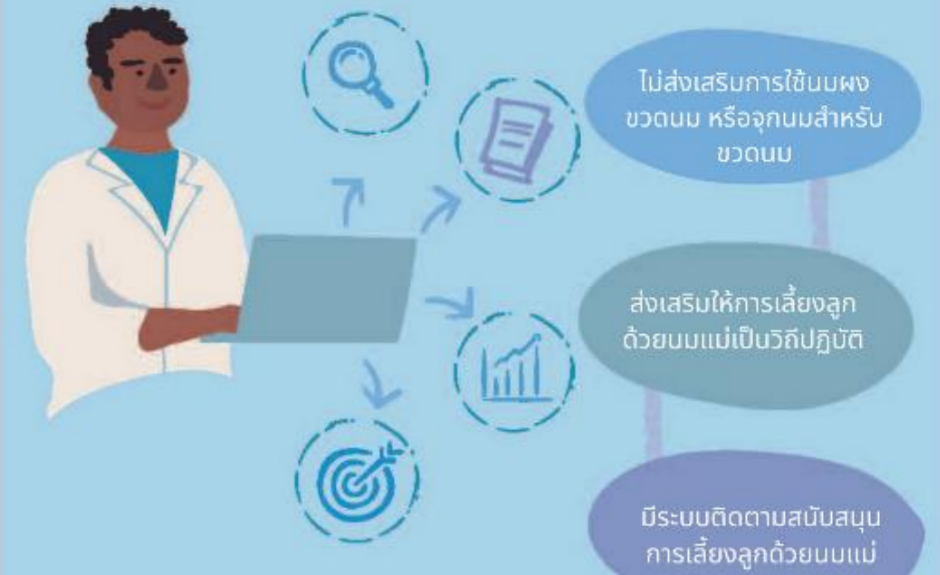 ไม่ส่งเสริมการใช้นมผง
ขวดนม หรือจุกนมสำหรับ
ขวดนม
ส่งเสริมให้การเลี้ยงลูก
ด้วยนมแม่เป็นวิถีปฏิบัติ
มีระบบติดตามสนับสนุน
การเลี้ยงลูกด้วยนมแม่